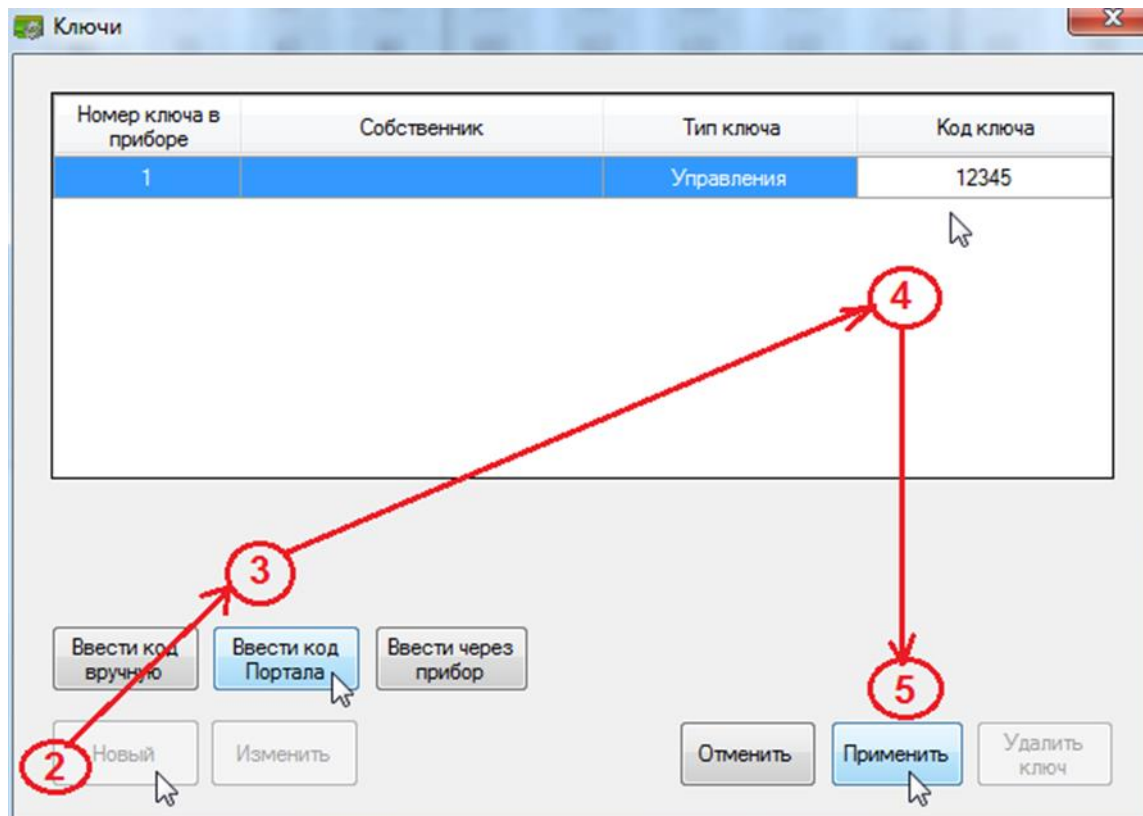 Ключи
X
Номер ключа в приборе Собственник Тип ключа Код ключа
1 Управления 12345
4
3
Ввести код вручную Ввести код Портала Ввести через прибор
5
2 Новый Изменить Отменить Применить Удалить ключ